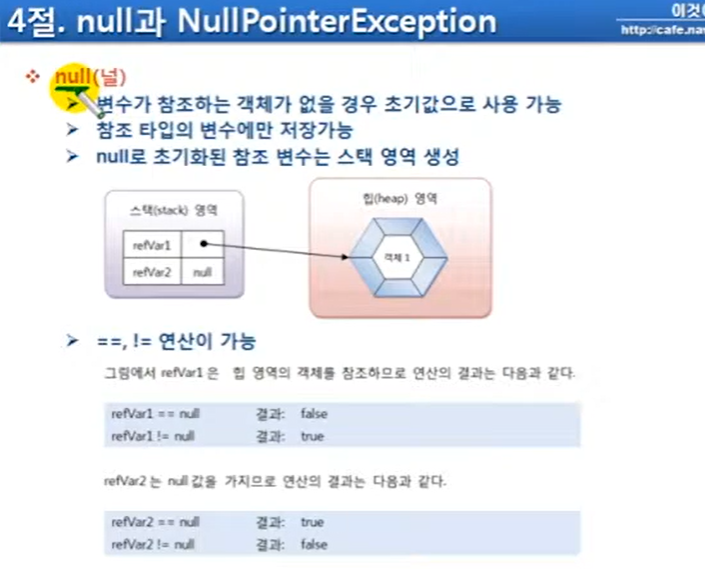 4절. null과 NullPointerException
http://cafe.na
null(널)
변수가 참조하는 객체가 없을 경우 초기값으로 사용 가능
참조 타입의 변수에만 저장가능
null로 초기화된 참조 변수는 스택 영역 생성
스택(stack) 영역
힙(heap) 영역
refVar1
객체 1
refVar2 null
==, != 연산이 가능
그림에서 refVar1 은 힙 영역의 객체를 참조하므로 연산의 결과는 다음과 같다.
refVar1 == null 결과: false
refVar1 != null 결과: true
refVar2 는 null 값을 가지므로 연산의 결과는 다음과 같다.
refVar2 == null 결과: true
refVar2 != null 결과: false